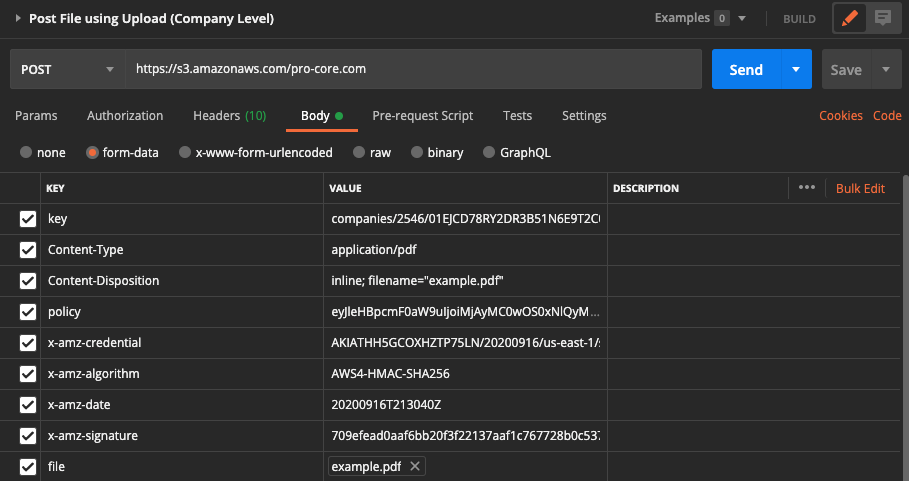 Post File using Upload (Company Level) Examples 0 BUILD
POST https://s3.amazonaws.com/pro-core.com Send Save
Params Authorization Headers (10) Body Pre-request Script Tests Settings Cookies Code
none form-data x-www-form-urlencoded raw binary GraphQL
KEY VALUE DESCRIPTION ••• Bulk Edit
key companies/2546/01EJCD78RY2DR3B51N6E9T2C
Content-Type application/pdf
Content-Disposition inline; filename="example.pdf"
policy eyJleHBpcmF0aW9uIjoiMjAyMC0wOS0xNlQyM...
x-amz-credential AKIATHH5GCOXHZTP75LN/20200916/us-east-1/s
x-amz-algorithm AWS4-HMAC-SHA256
x-amz-date 20200916T213040Z
x-amz-signature 709efead0aaf6bb20f3f22137aaf1c767728b0c537
file example.pdf